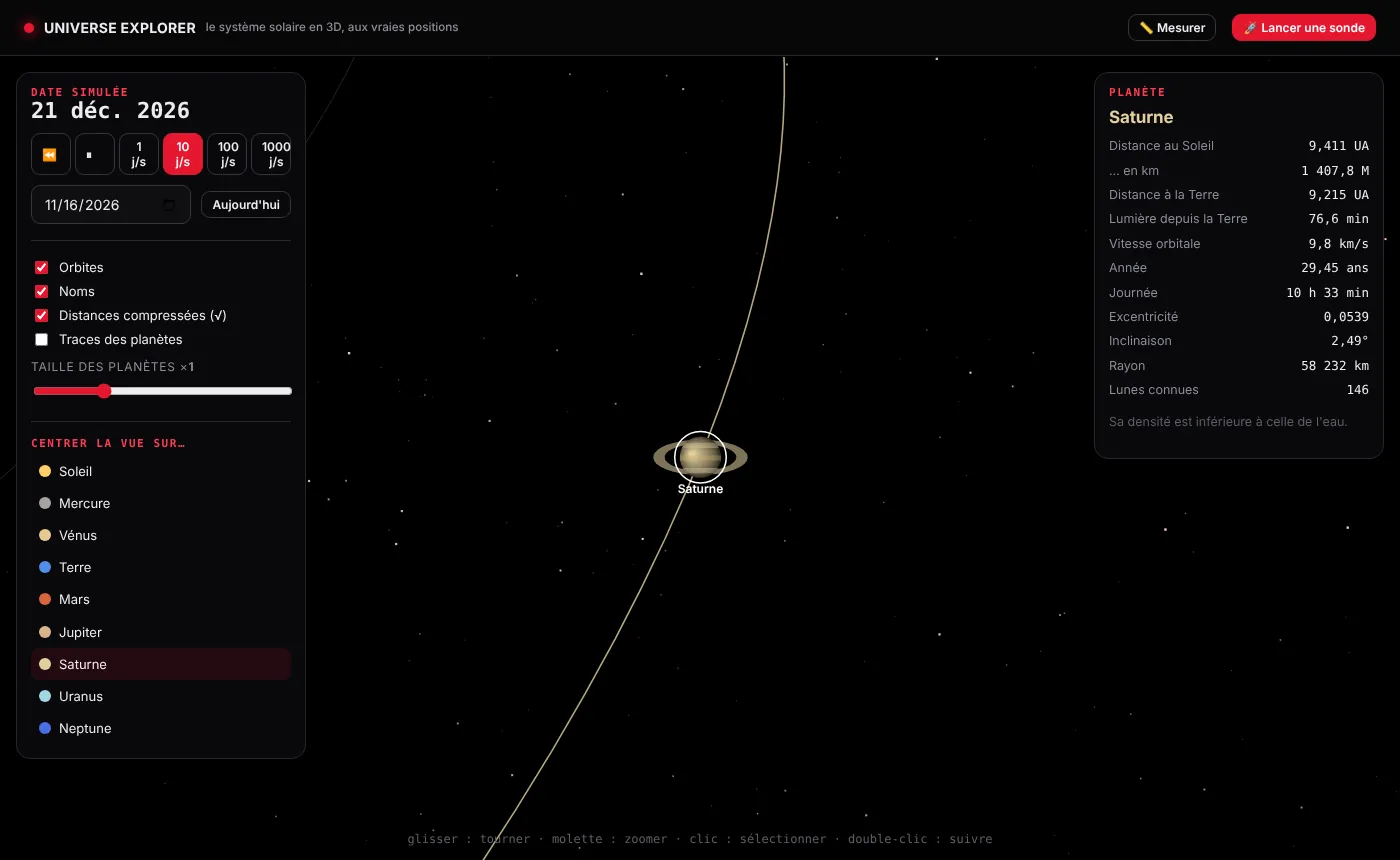 UNIVERSE EXPLORER le système solaire en 3D, aux vraies positions
📏 Mesurer
🚀 Lancer une sonde
DATE SIMULÉE
21 déc. 2026
⏪ ⏸ 1 j/s 10 j/s 100 j/s 1000 j/s
11/16/2026
Aujourd'hui
Orbites
Noms
Distances compressées (√)
Traces des planètes
TAILLE DES PLANÈTES ×1
CENTRER LA VUE SUR…
Soleil
Mercure
Vénus
Terre
Mars
Jupiter
Saturne
Uranus
Neptune
Saturne
PLANÈTE
Saturne
Distance au Soleil 9,411 UA
… en km 1 407,8 M
Distance à la Terre 9,215 UA
Lumière depuis la Terre 76,6 min
Vitesse orbitale 9,8 km/s
Année 29,45 ans
Journée 10 h 33 min
Excentricité 0,0539
Inclinaison 2,49°
Rayon 58 232 km
Lunes connues 146
Sa densité est inférieure à celle de l'eau.
glisser : tourner · molette : zoomer · clic : sélectionner · double-clic : suivre